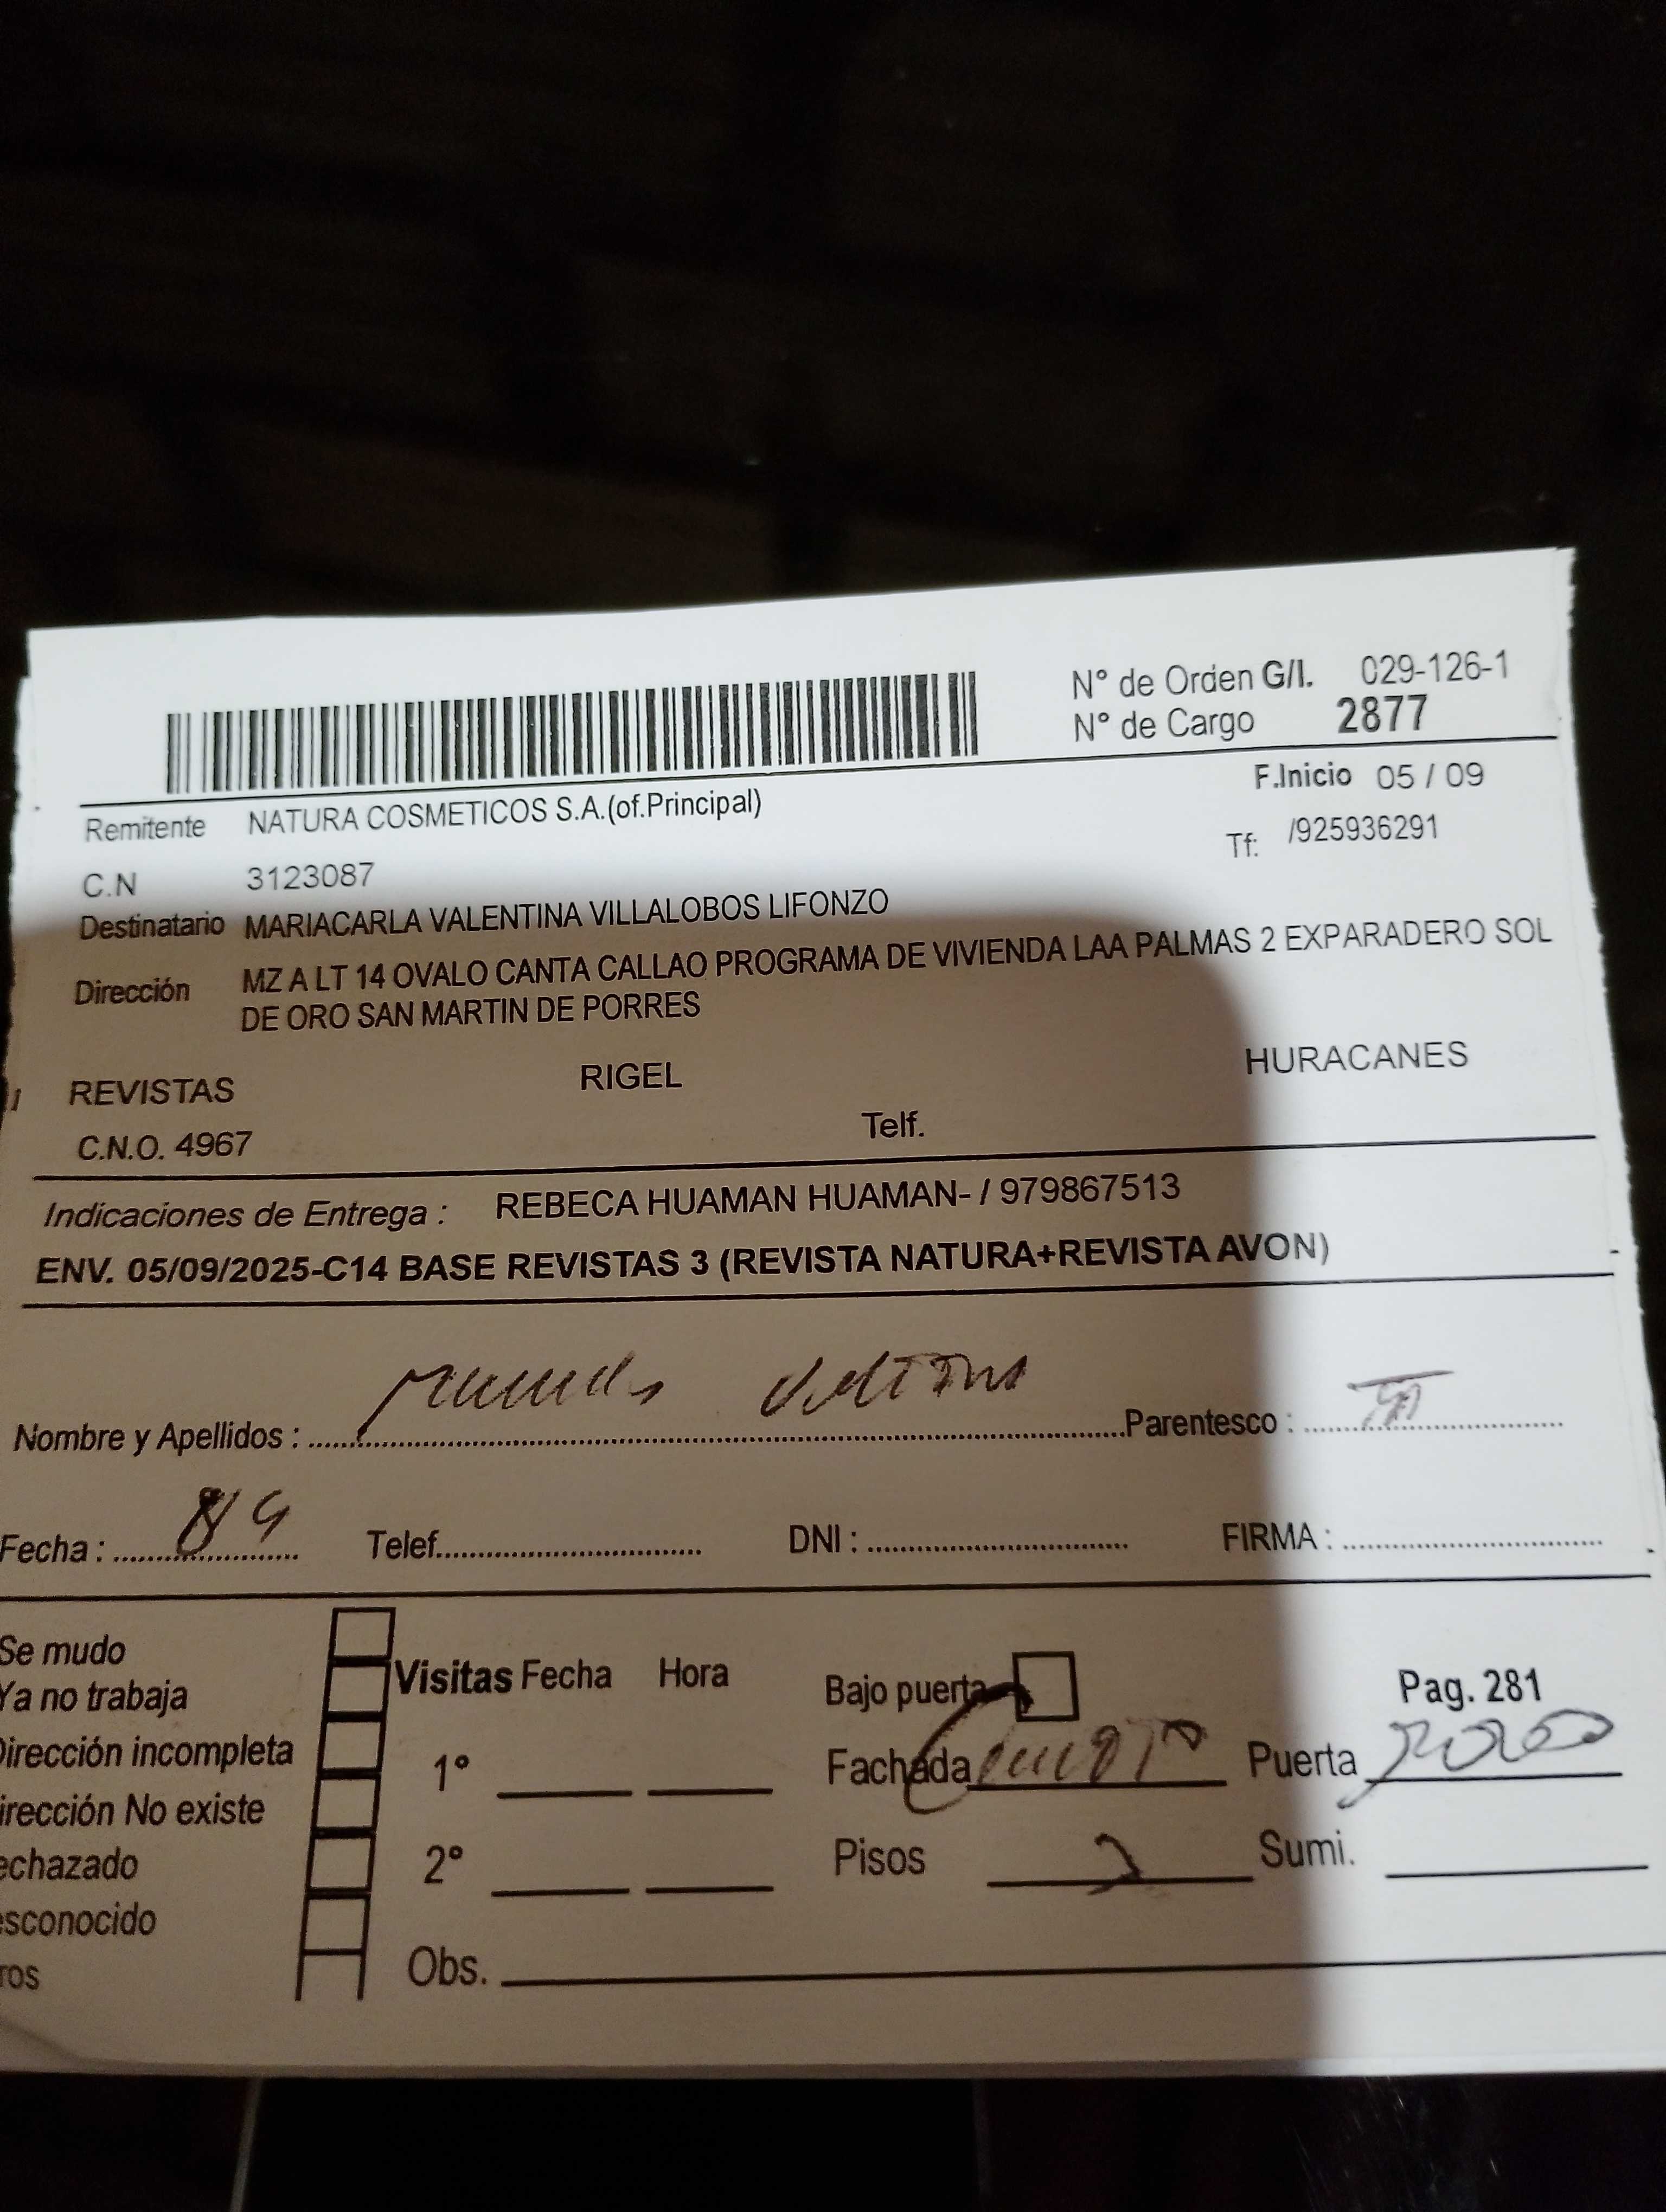 N° de Orden G/I. 029-126-1
N° de Cargo 2877
F.Inicio 05 / 09
Remitente NATURA COSMETICOS S.A.(of.Principal)
Tf: /925936291
C.N 3123087
Destinatario MARIACARLA VALENTINA VILLALOBOS LIFONZO
Dirección MZ A LT 14 OVALO CANTA CALLAO PROGRAMA DE VIVIENDA LAA PALMAS 2 EXPARADERO SOL
DE ORO SAN MARTIN DE PORRES
REVISTAS RIGEL HURACANES
C.N.O. 4967 Telf.
Indicaciones de Entrega : REBECA HUAMAN HUAMAN- / 979867513
ENV. 05/09/2025-C14 BASE REVISTAS 3 (REVISTA NATURA+REVISTA AVON)
Nombre y Apellidos : Parentesco :
Fecha : Telef. DNI : FIRMA :
Se mudo
Ya no trabaja
Visitas Fecha Hora Bajo puerta Pag. 281
Dirección incompleta 1° Fachada Puerta
irección No existe
echazado 2° Pisos 2 Sumi.
esconocido
ros Obs.